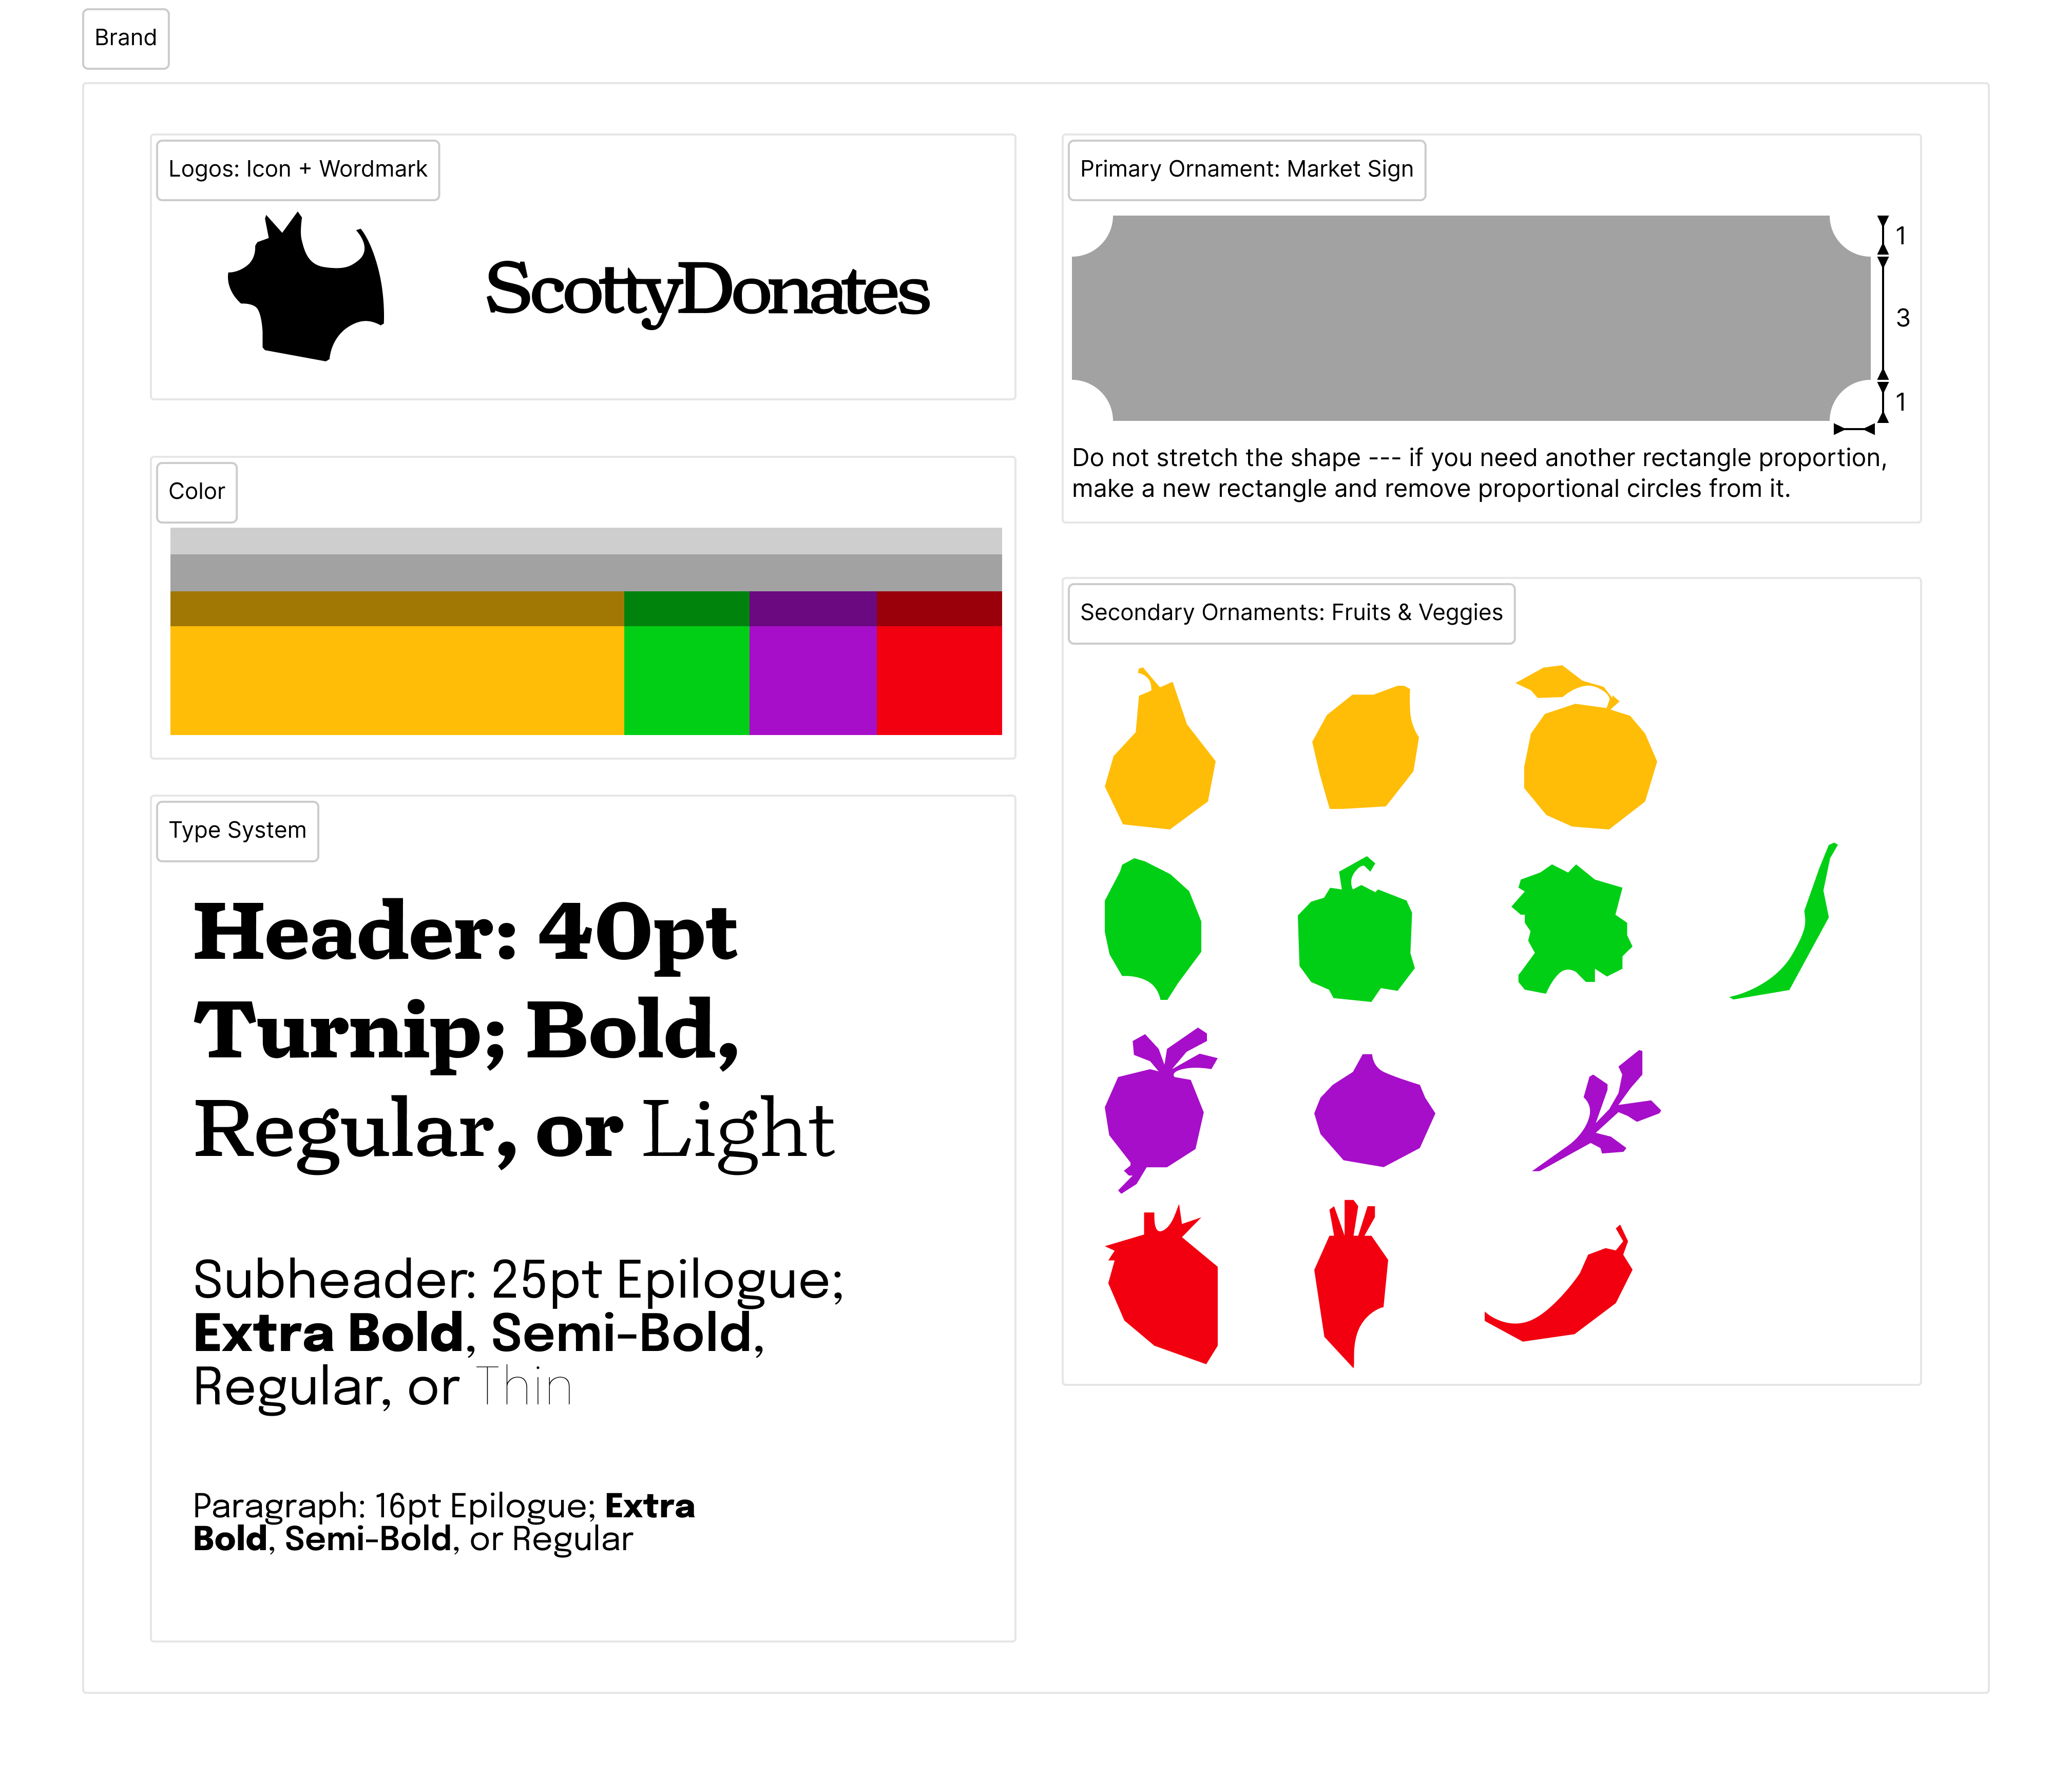 Brand
Logos: Icon + Wordmark
ScottyDonates
Color
Type System
Header: 40pt
Turnip; Bold,
Regular, or Light
Subheader: 25pt Epilogue;
Extra Bold, Semi-Bold,
Regular, or Thin
Paragraph: 16pt Epilogue; Extra
Bold, Semi-Bold, or Regular
Primary Ornament: Market Sign
1
3
1
Do not stretch the shape --- if you need another rectangle proportion,
make a new rectangle and remove proportional circles from it.
Secondary Ornaments: Fruits & Veggies